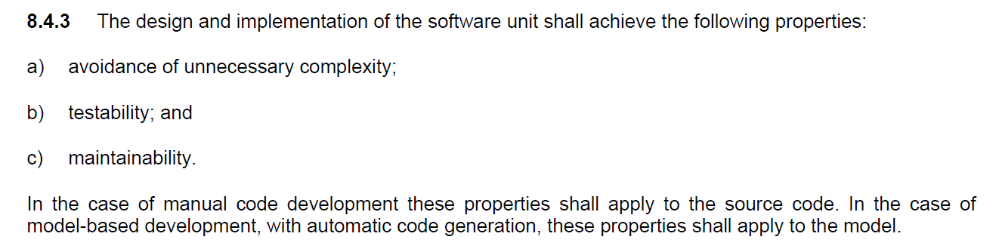 8.4.3 The design and implementation of the software unit shall achieve the following properties:
a) avoidance of unnecessary complexity;
b) testability; and
c) maintainability.
In the case of manual code development these properties shall apply to the source code. In the case of
model-based development, with automatic code generation, these properties shall apply to the model.